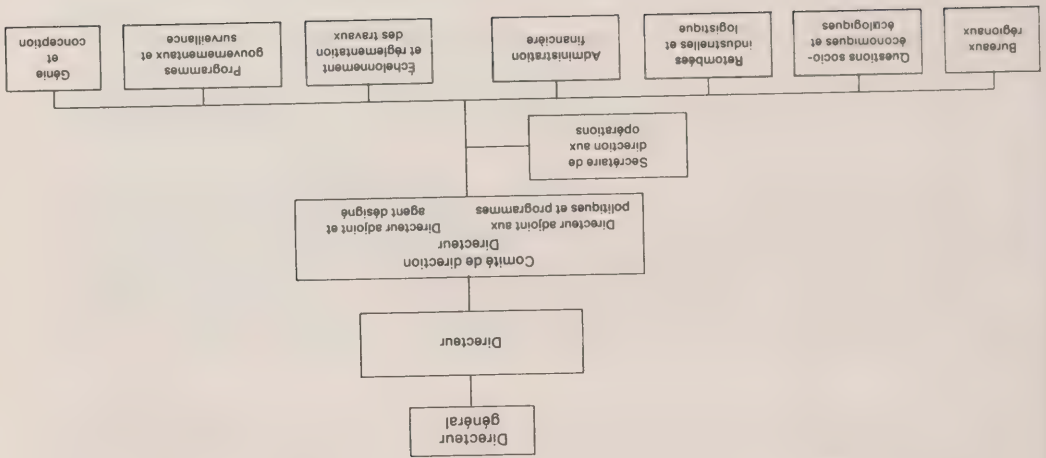 Directeur
général
Directeur
Comité de direction
Directeur
Directeur adjoint aux
politiques et programmes
Directeur adjoint et
agent désigné
Secrétaire de
direction aux
opérations
Bureaux
régionaux
Questions socio-
économiques et
écologiques
Retombées
industrielles et
logistique
Administration
financière
Échelonnement
et réglementation
des travaux
Programmes
gouvernementaux et
surveillance
Génie
et
conception